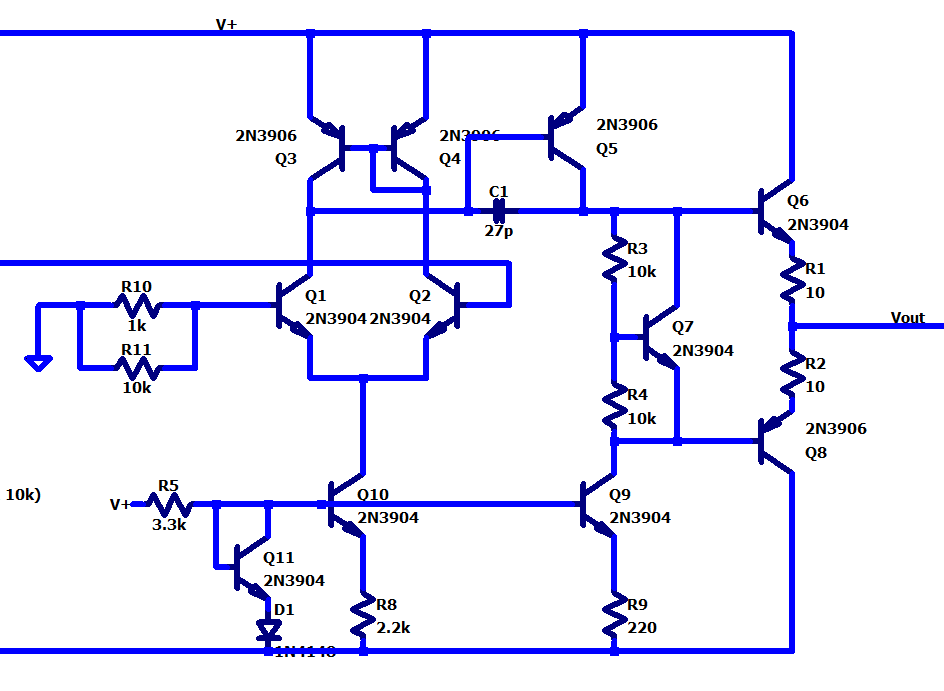 V+
2N3906
Q3
2N3906
Q4
2N3906
Q5
C1
27p
Q6
2N3904
R3
10k
R1
10
R10
1k
Q1
2N3904
Q2
2N3904
Vout
Q7
2N3904
R11
10k
R2
10
R4
10k
2N3906
Q8
10k)
R5
V+
3.3k
Q10
2N3904
Q9
2N3904
Q11
2N3904
D1
1N4148
R8
2.2k
R9
220